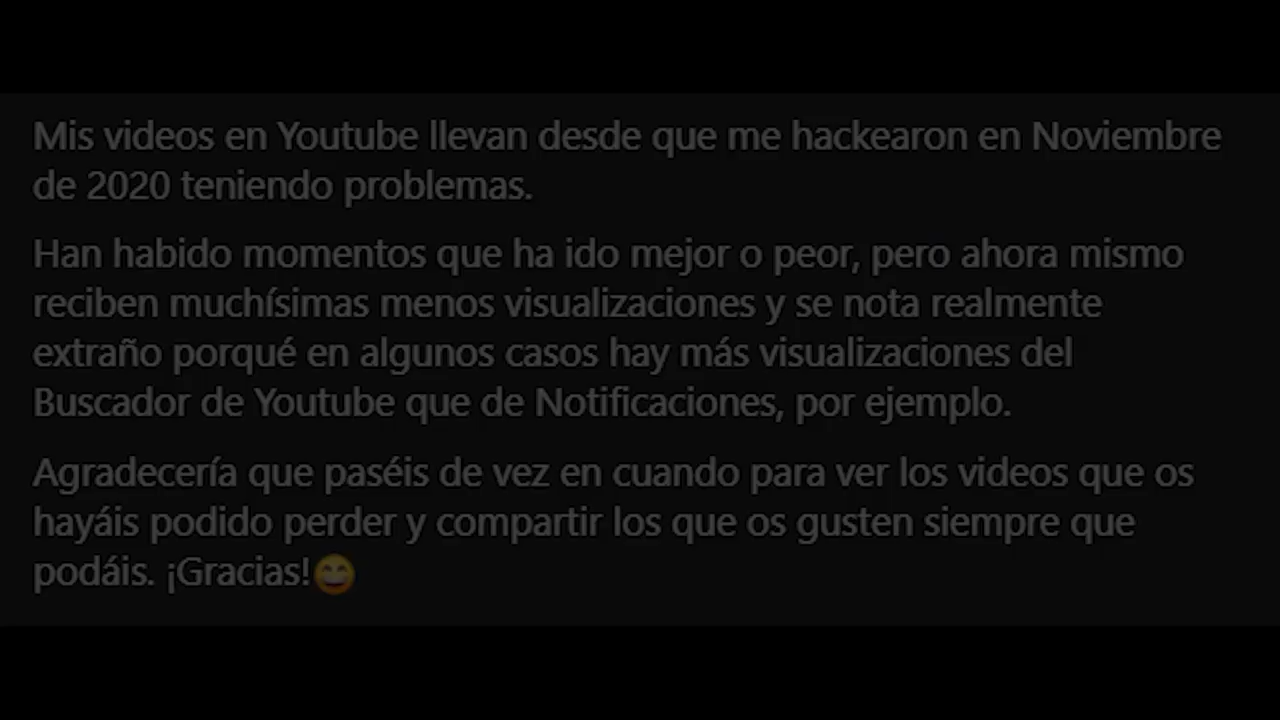 Mis videos en Youtube llevan desde que me hackearon en Noviembre
de 2020 teniendo problemas.
Han habido momentos que ha ido mejor o peor, pero ahora mismo
reciben muchísimas menos visualizaciones y se nota realmente
extraño porqué en algunos casos hay más visualizaciones del
Buscador de Youtube que de Notificaciones, por ejemplo.
Agradecería que paséis de vez en cuando para ver los videos que os
hayáis podido perder y compartir los que os gusten siempre que
podáis. ¡Gracias!😄